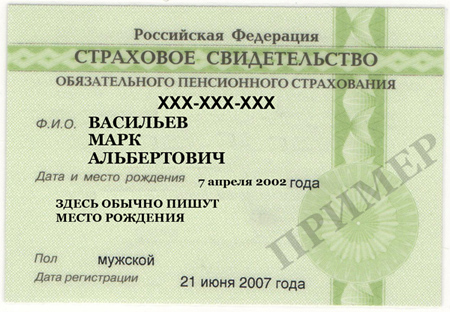 Российская Федерация
СТРАХОВОЕ СВИДЕТЕЛЬСТВО
ОБЯЗАТЕЛЬНОГО ПЕНСИОННОГО СТРАХОВАНИЯ
XXX-XXX-XXX
Ф.И.О. ВАСИЛЬЕВ
МАРК
АЛЬБЕРТОВИЧ
Дата и место рождения 7 апреля 2002 года
ЗДЕСЬ ОБЫЧНО ПИШУТ
МЕСТО РОЖДЕНИЯ
ПРИМЕР
Пол мужской
Дата регистрации 21 июня 2007 года